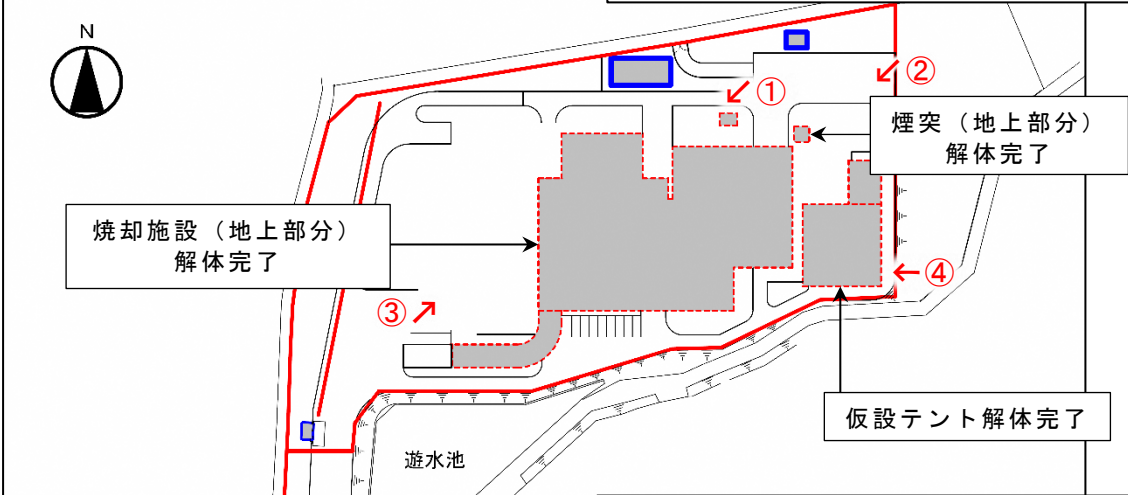 N
①
②
煙突（地上部分）
解体完了
焼却施設（地上部分）
解体完了
④
③
仮設テント解体完了
遊水池